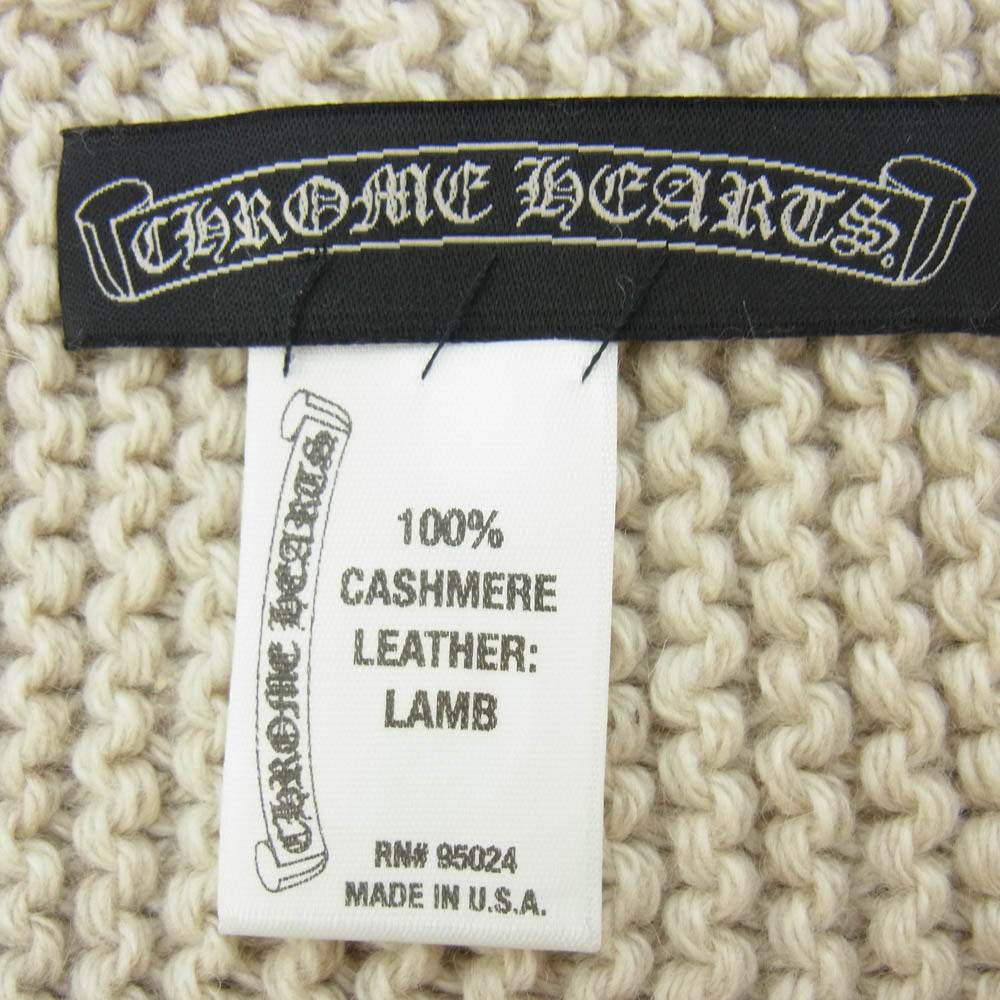 CHROME HEARTS.
CHROME HEARTS
100%
CASHMERE
LEATHER:
LAMB
RN# 95024
MADE IN U.S.A.